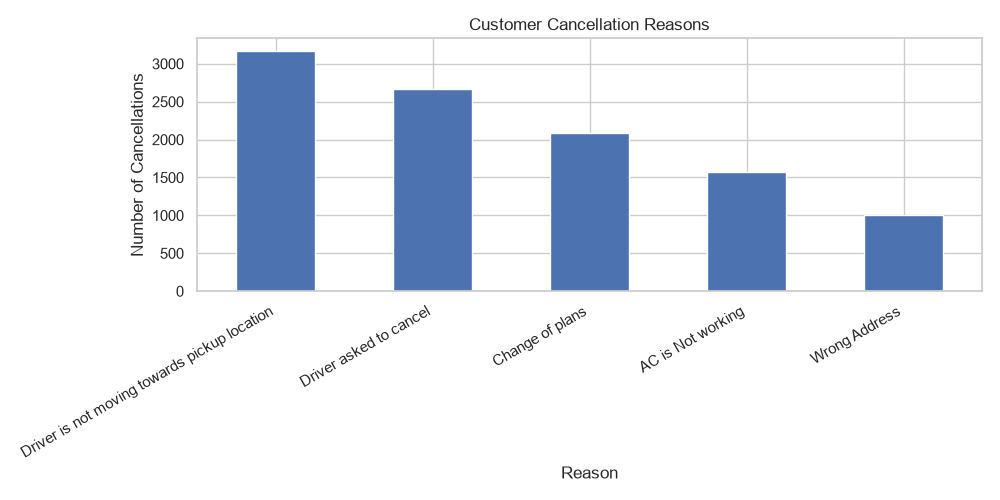 Customer Cancellation Reasons
Number of Cancellations
3000
2500
2000
1500
1000
500
0
Driver is not moving towards pickup location
Driver asked to cancel
Change of plans
AC is Not working
Wrong Address
Reason